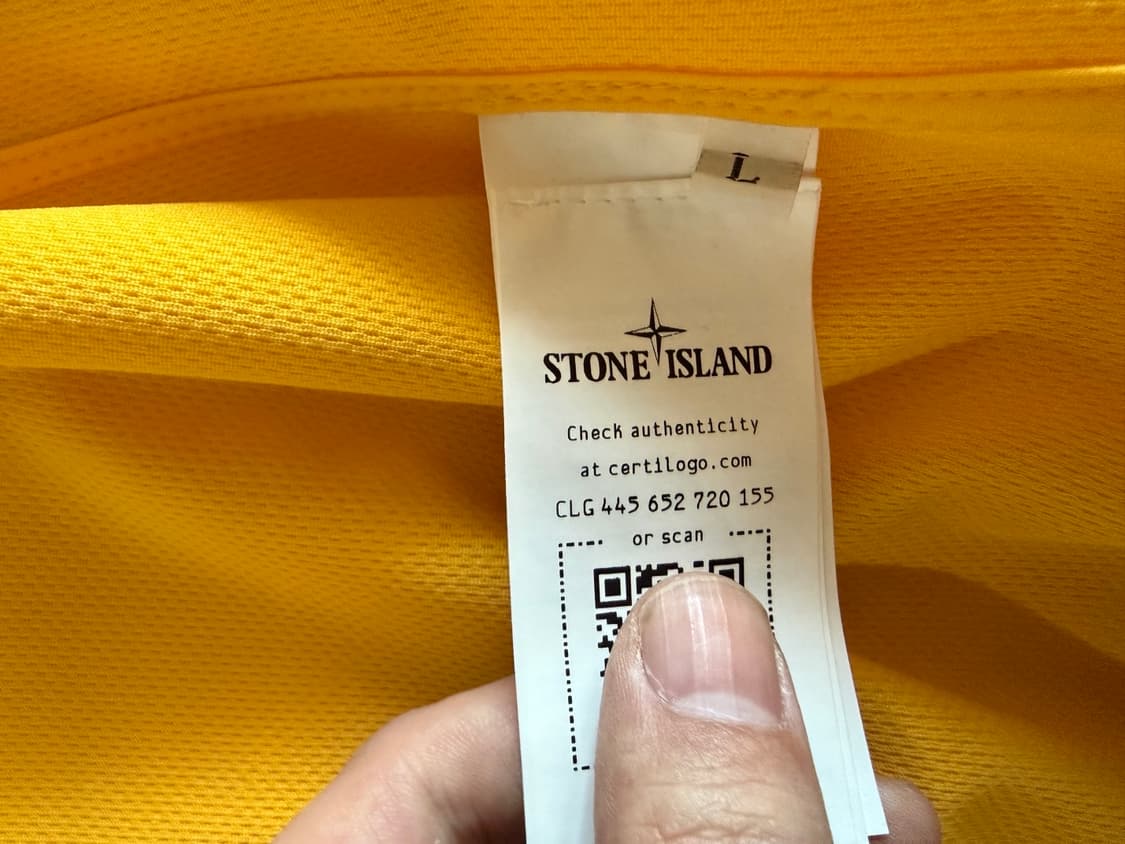 L
STONE ISLAND
Check authenticity
at certilogo.com
CLG 445 652 720 155
or scan